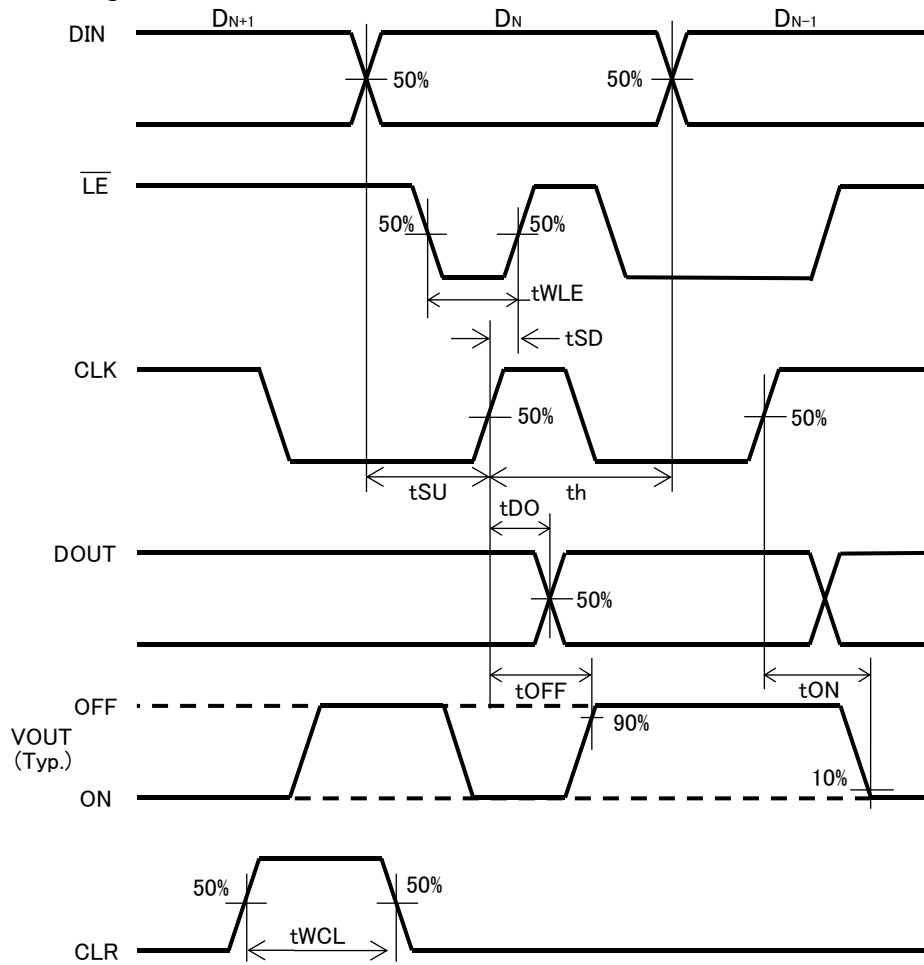 DN+1 DN DN-1
DIN
50% 50%
LE
50% 50%
tWLE
tSD
CLK
50% 50%
tSU th
tDO
DOUT
50%
tOFF tON
OFF
90%
VOUT
(Typ.)
10%
ON
50% 50%
tWCL
CLR